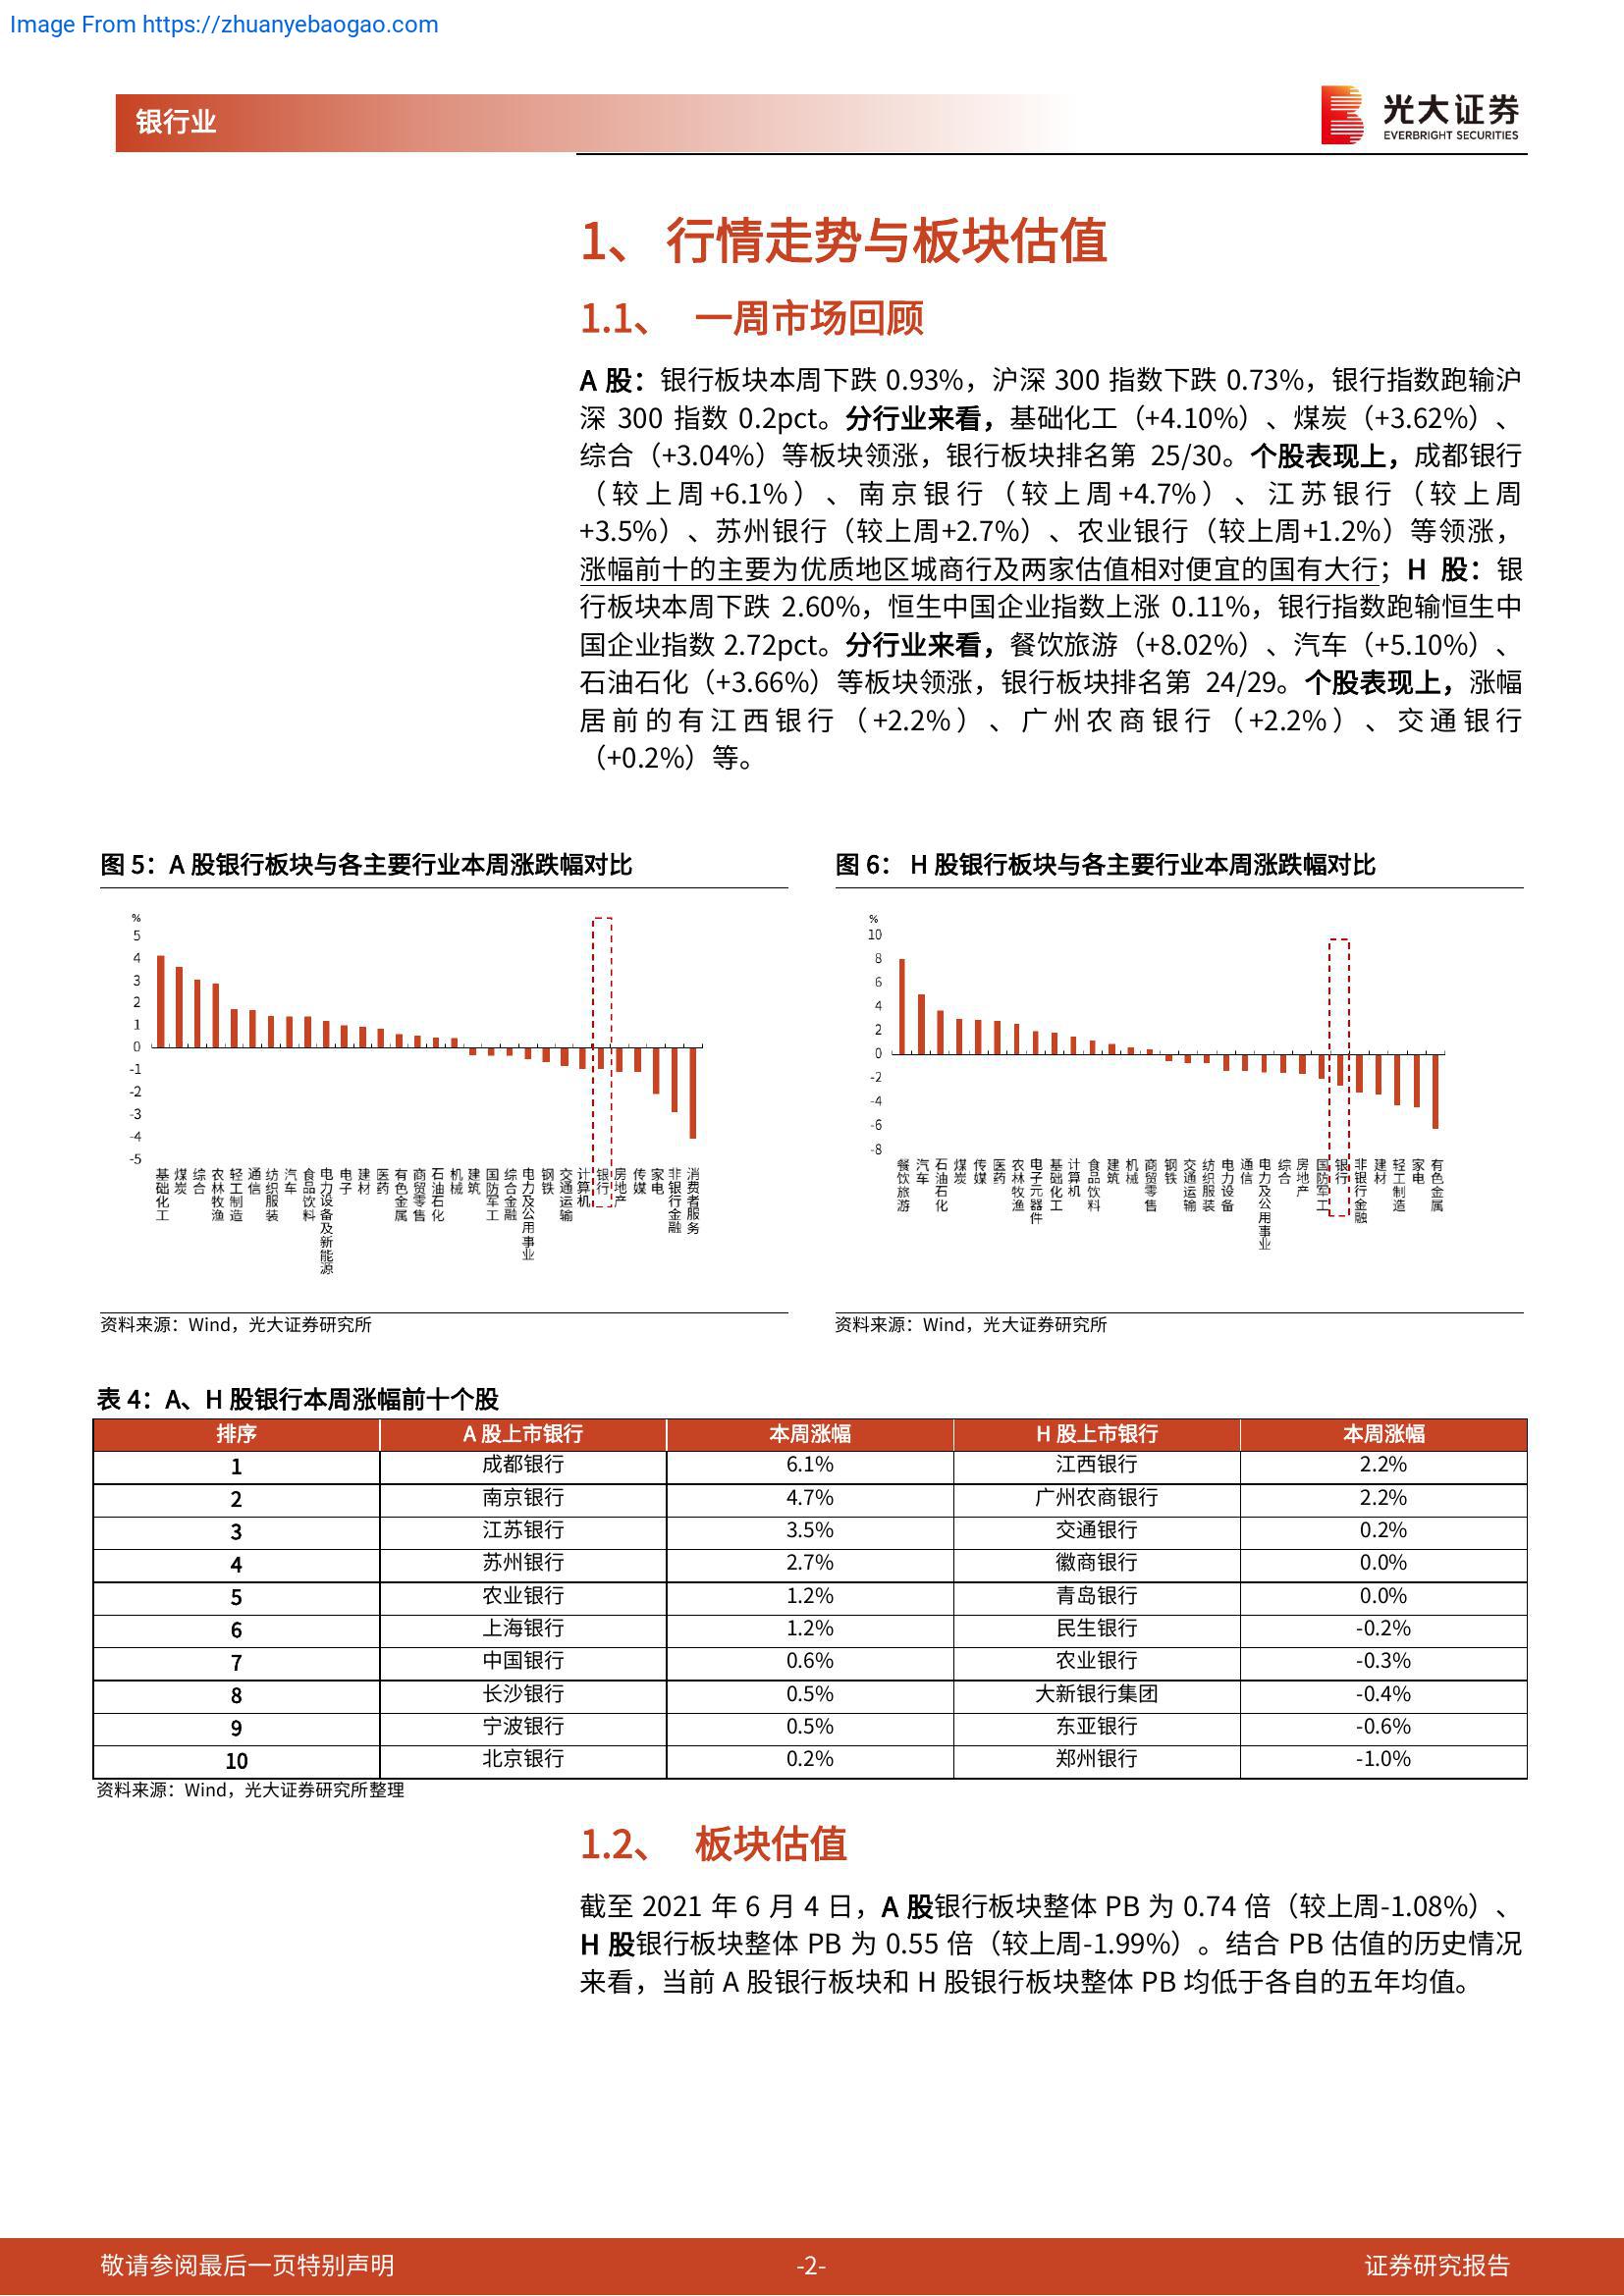 Image From https://zhuanyebaogao.com
银行业
光大证券
EVERBRIGHT SECURITIES
1、 行情走势与板块估值
1.1、 一周市场回顾
A 股：银行板块本周下跌 0.93%，沪深 300 指数下跌 0.73%，银行指数跑输沪
深 300 指数 0.2pct。分行业来看，基础化工（+4.10%）、煤炭（+3.62%）、
综合（+3.04%）等板块领涨，银行板块排名第 25/30。个股表现上，成都银行
（较上周+6.1%）、南京银行（较上周+4.7%）、江苏银行（较上周
+3.5%）、苏州银行（较上周+2.7%）、农业银行（较上周+1.2%）等领涨，
涨幅前十的主要为优质地区城商行及两家估值相对便宜的国有大行；H 股：银
行板块本周下跌 2.60%，恒生中国企业指数上涨 0.11%，银行指数跑输恒生中
国企业指数 2.72pct。分行业来看，餐饮旅游（+8.02%）、汽车（+5.10%）、
石油石化（+3.66%）等板块领涨，银行板块排名第 24/29。个股表现上，涨幅
居前的有江西银行（+2.2%）、广州农商银行（+2.2%）、交通银行
（+0.2%）等。
图 5：A 股银行板块与各主要行业本周涨跌幅对比
%
5
4
3
2
1
0
-1
-2
-3
-4
-5
基础化工
煤炭
综合
农林牧渔
轻工制造
通信
纺织服装
汽车
食品饮料
电力设备及新能源
电子
建材
医药
有色金属
商贸零售
石油石化
机械
建筑
国防军工
综合金融
电力及公用事业
钢铁
交通运输
计算机
银行
房地产
传媒
家电
非银行金融
消费者服务
资料来源：Wind，光大证券研究所
图 6： H 股银行板块与各主要行业本周涨跌幅对比
%
10
8
6
4
2
0
-2
-4
-6
-8
餐饮旅游
汽车
石油石化
煤炭
传媒
医药
农林牧渔
电子元器件
基础化工
计算机
食品饮料
建筑
机械
商贸零售
钢铁
交通运输
纺织服装
电力设备
通信
电力及公用事业
综合
房地产
国防军工
银行
非银行金融
建材
轻工制造
家电
有色金属
资料来源：Wind，光大证券研究所
表 4：A、H 股银行本周涨幅前十个股
排序 A 股上市银行 本周涨幅 H 股上市银行 本周涨幅
1 成都银行 6.1% 江西银行 2.2%
2 南京银行 4.7% 广州农商银行 2.2%
3 江苏银行 3.5% 交通银行 0.2%
4 苏州银行 2.7% 徽商银行 0.0%
5 农业银行 1.2% 青岛银行 0.0%
6 上海银行 1.2% 民生银行 -0.2%
7 中国银行 0.6% 农业银行 -0.3%
8 长沙银行 0.5% 大新银行集团 -0.4%
9 宁波银行 0.5% 东亚银行 -0.6%
10 北京银行 0.2% 郑州银行 -1.0%
资料来源：Wind，光大证券研究所整理
1.2、 板块估值
截至 2021 年 6 月 4 日，A 股银行板块整体 PB 为 0.74 倍（较上周-1.08%）、
H 股银行板块整体 PB 为 0.55 倍（较上周-1.99%）。结合 PB 估值的历史情况
来看，当前 A 股银行板块和 H 股银行板块整体 PB 均低于各自的五年均值。
敬请参阅最后一页特别声明
-2-
证券研究报告